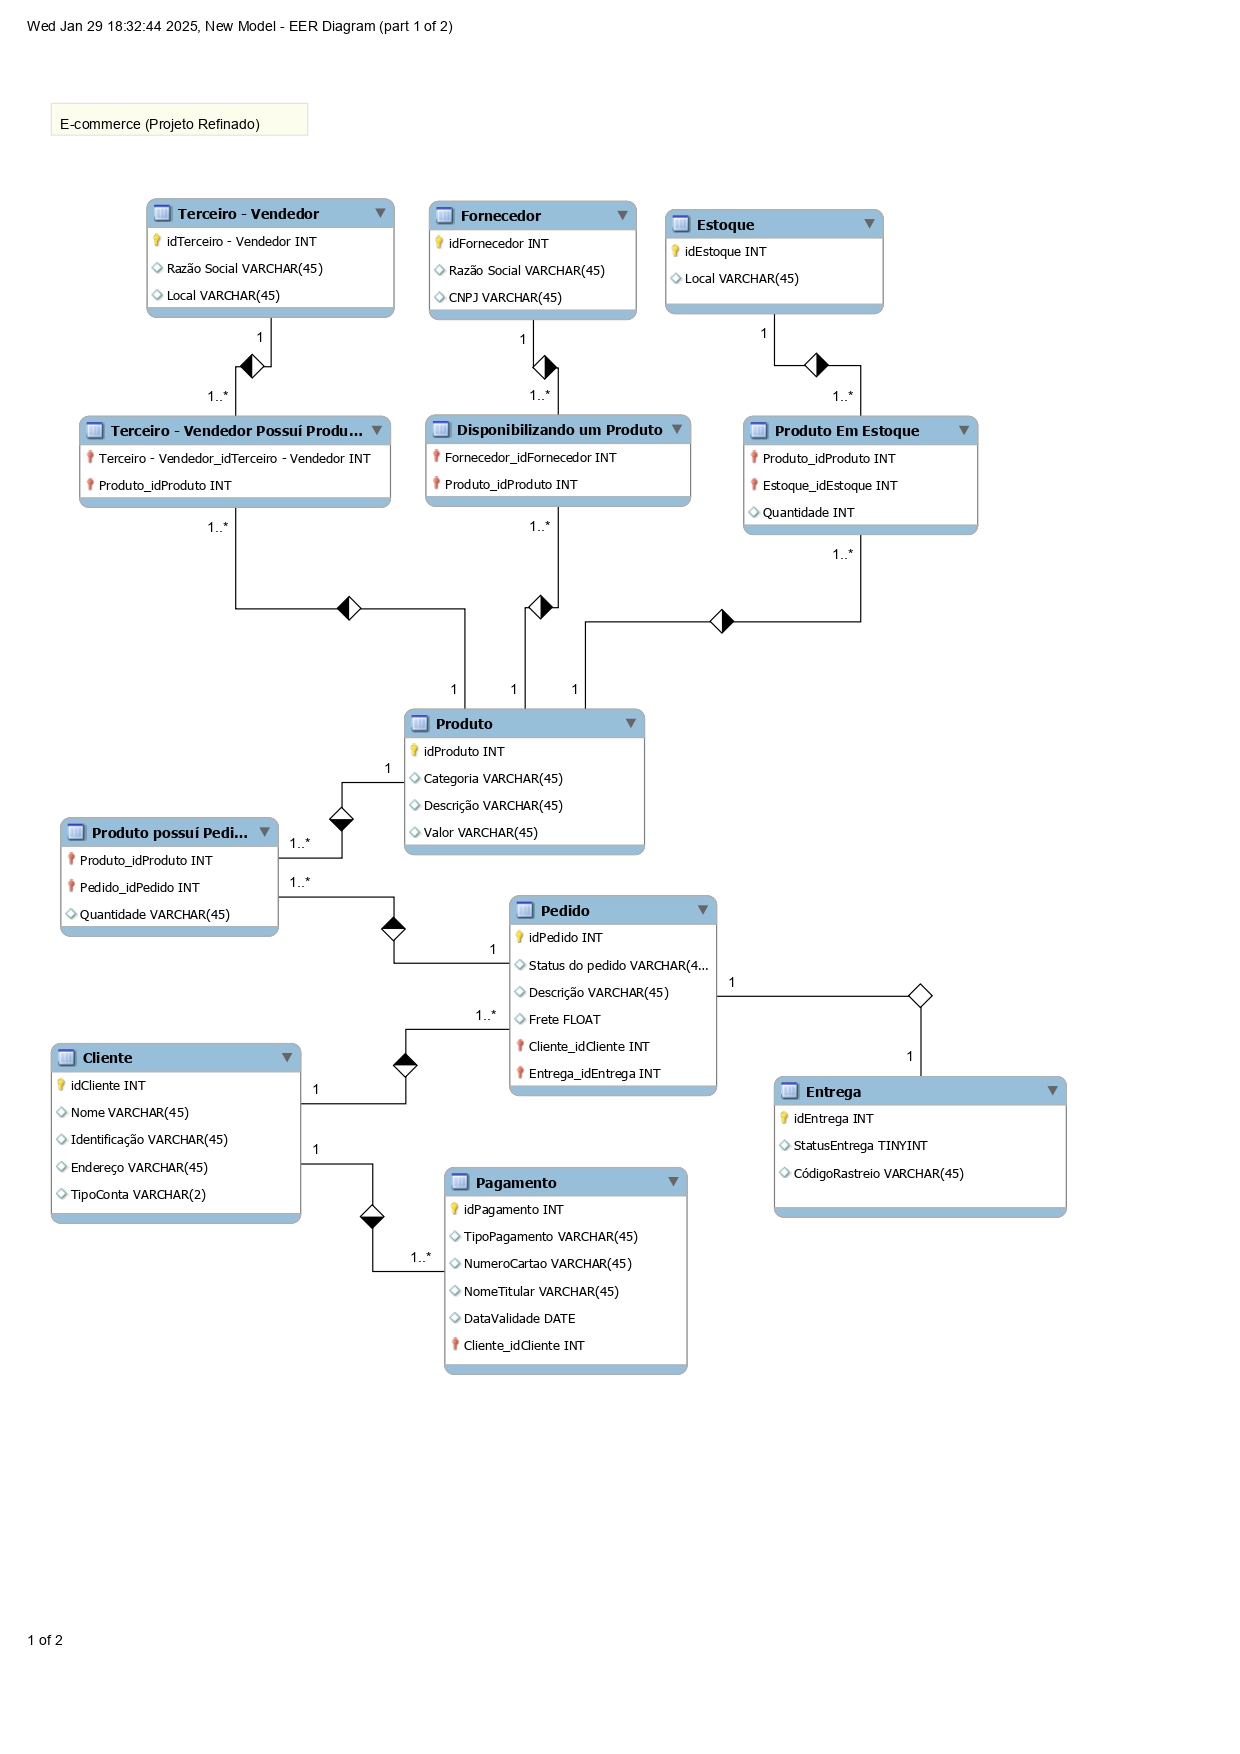 Wed Jan 29 18:32:44 2025, New Model - EER Diagram (part 1 of 2)
E-commerce (Projeto Refinado)
Terceiro - Vendedor
idTerceiro - Vendedor INT
Razão Social VARCHAR(45)
Local VARCHAR(45)
Fornecedor
idFornecedor INT
Razão Social VARCHAR(45)
CNPJ VARCHAR(45)
Estoque
idEstoque INT
Local VARCHAR(45)
1
1
1
1..*
1..*
1..*
Terceiro - Vendedor Possuí Produ...
Terceiro - Vendedor_idTerceiro - Vendedor INT
Produto_idProduto INT
Disponibilizando um Produto
Fornecedor_idFornecedor INT
Produto_idProduto INT
Produto Em Estoque
Produto_idProduto INT
Estoque_idEstoque INT
Quantidade INT
1..*
1..*
1..*
1
1
1
Produto
idProduto INT
Categoria VARCHAR(45)
Descrição VARCHAR(45)
Valor VARCHAR(45)
1
1..*
Produto possuí Pedi...
Produto_idProduto INT
Pedido_idPedido INT
Quantidade VARCHAR(45)
1..*
1
Pedido
idPedido INT
Status do pedido VARCHAR(4...
Descrição VARCHAR(45)
Frete FLOAT
Cliente_idCliente INT
Entrega_idEntrega INT
1
1
1..*
1
Cliente
idCliente INT
Nome VARCHAR(45)
Identificação VARCHAR(45)
Endereço VARCHAR(45)
TipoConta VARCHAR(2)
Entrega
idEntrega INT
StatusEntrega TINYINT
CódigoRastreio VARCHAR(45)
1
1..*
Pagamento
idPagamento INT
TipoPagamento VARCHAR(45)
NumeroCartao VARCHAR(45)
NomeTitular VARCHAR(45)
DataValidade DATE
Cliente_idCliente INT
1 of 2